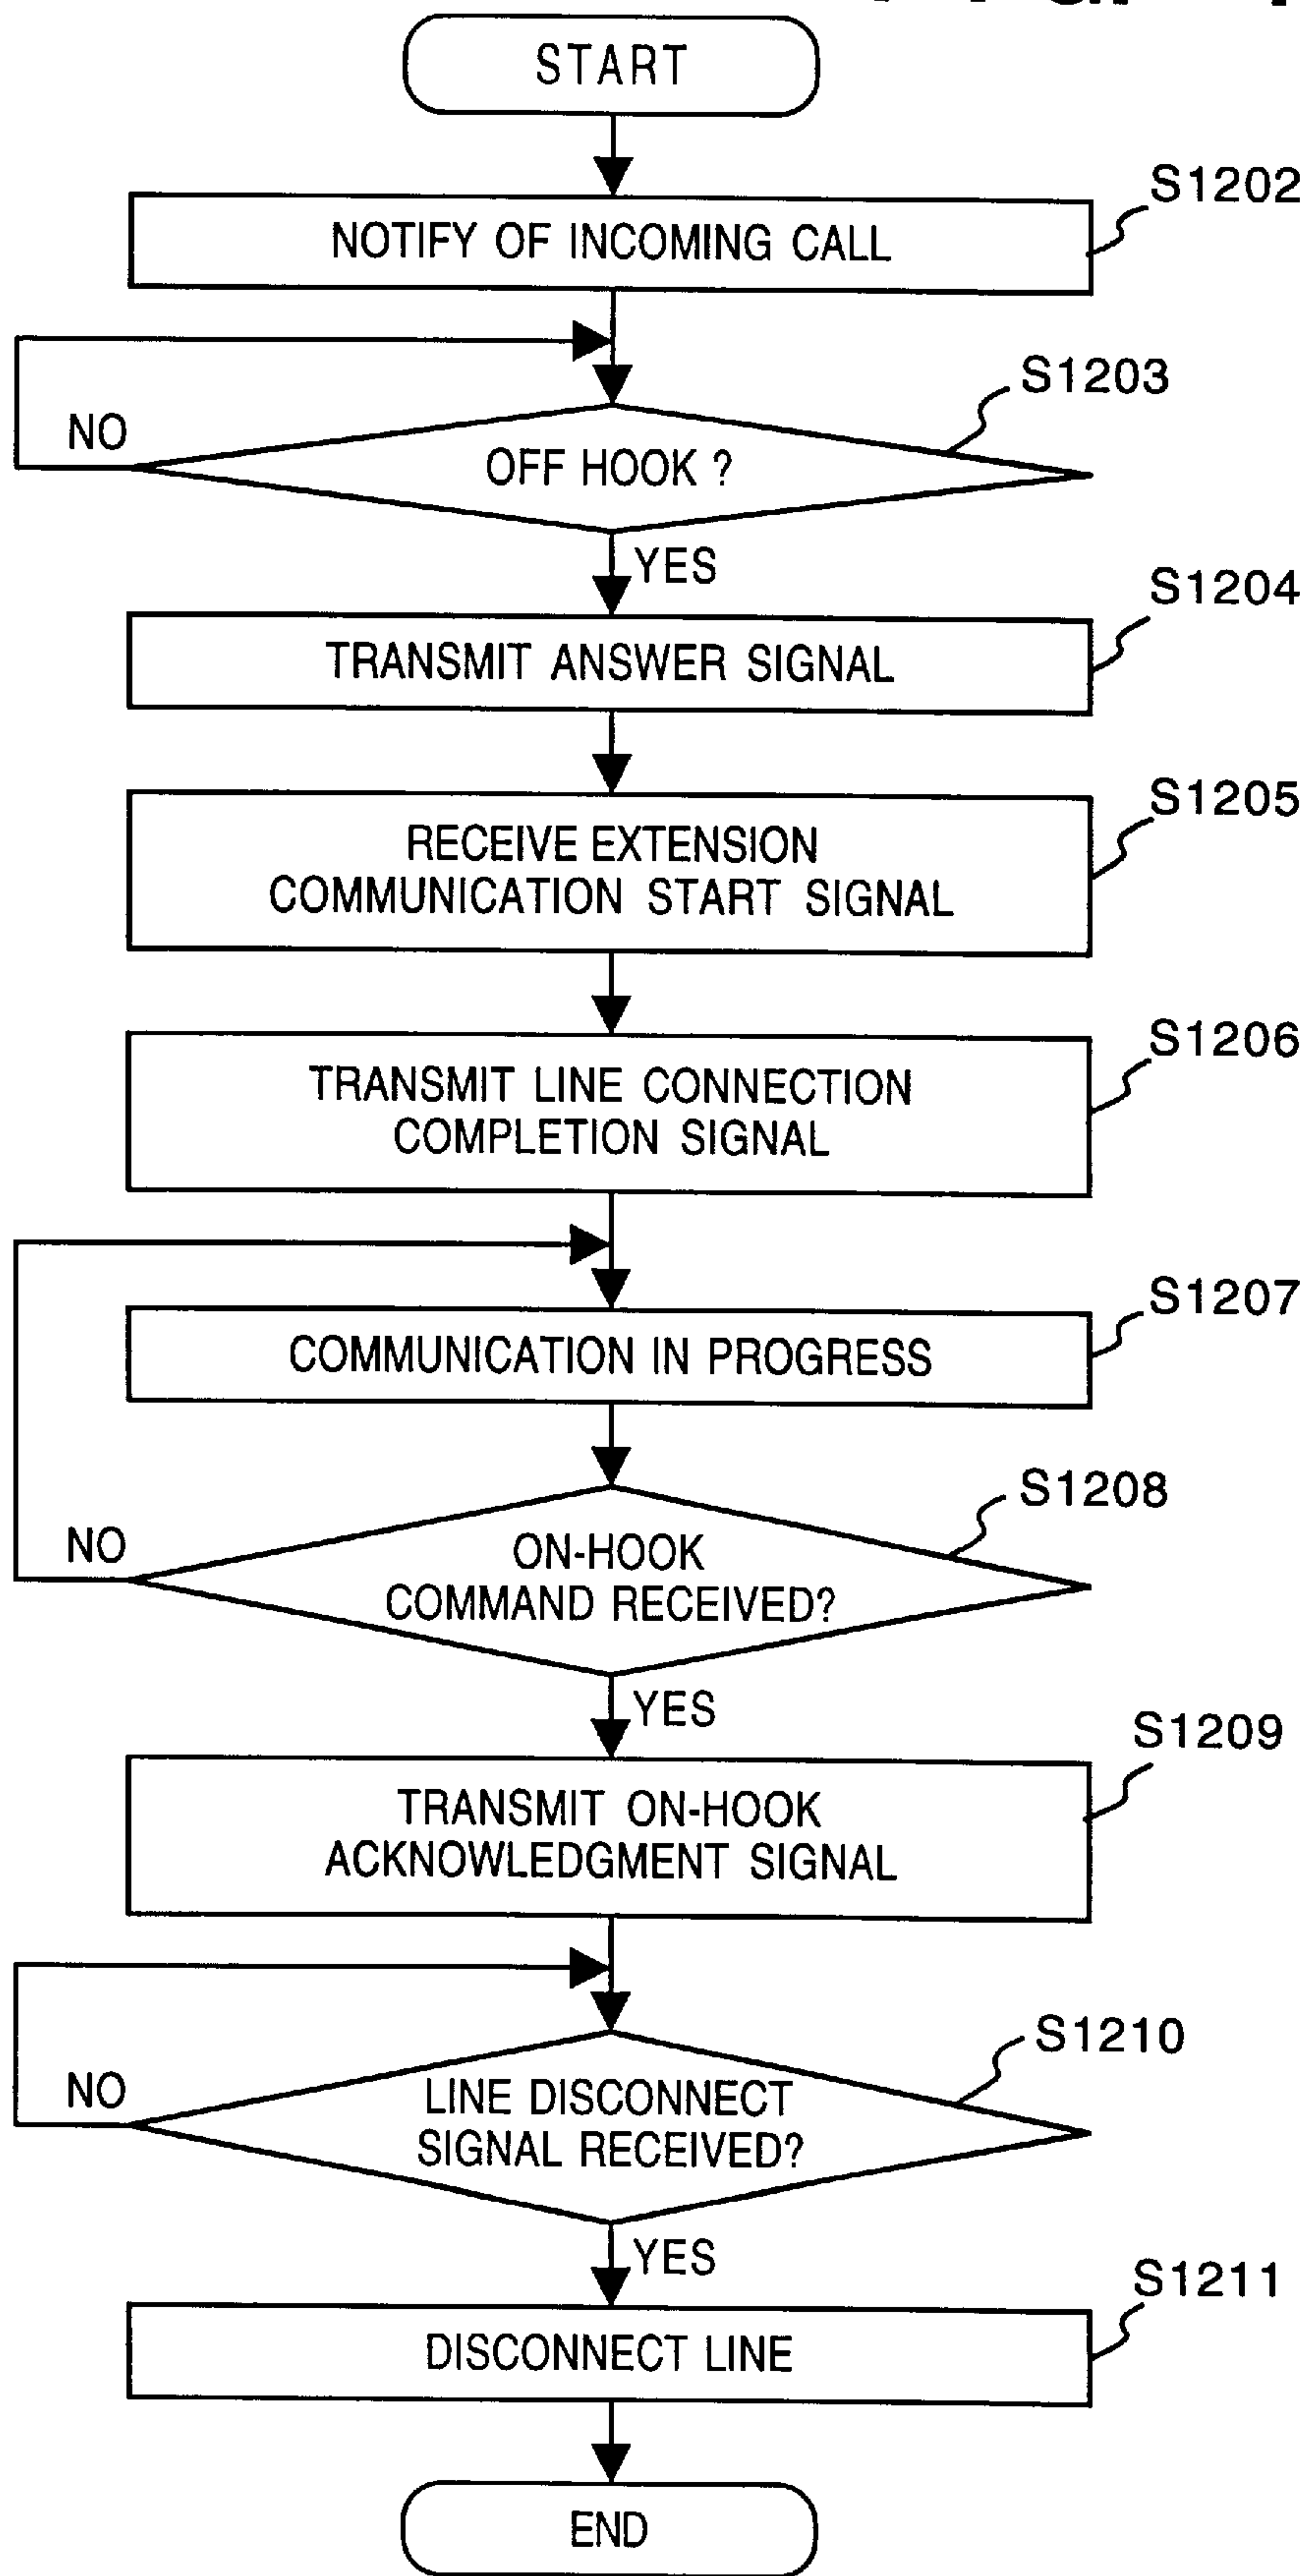 START
S1202
NOTIFY OF INCOMING CALL
S1203
NO
OFF HOOK ?
YES
S1204
TRANSMIT ANSWER SIGNAL
S1205
RECEIVE EXTENSION
COMMUNICATION START SIGNAL
S1206
TRANSMIT LINE CONNECTION
COMPLETION SIGNAL
S1207
COMMUNICATION IN PROGRESS
S1208
NO
ON-HOOK
COMMAND RECEIVED?
YES
S1209
TRANSMIT ON-HOOK
ACKNOWLEDGMENT SIGNAL
S1210
NO
LINE DISCONNECT
SIGNAL RECEIVED?
YES
S1211
DISCONNECT LINE
END